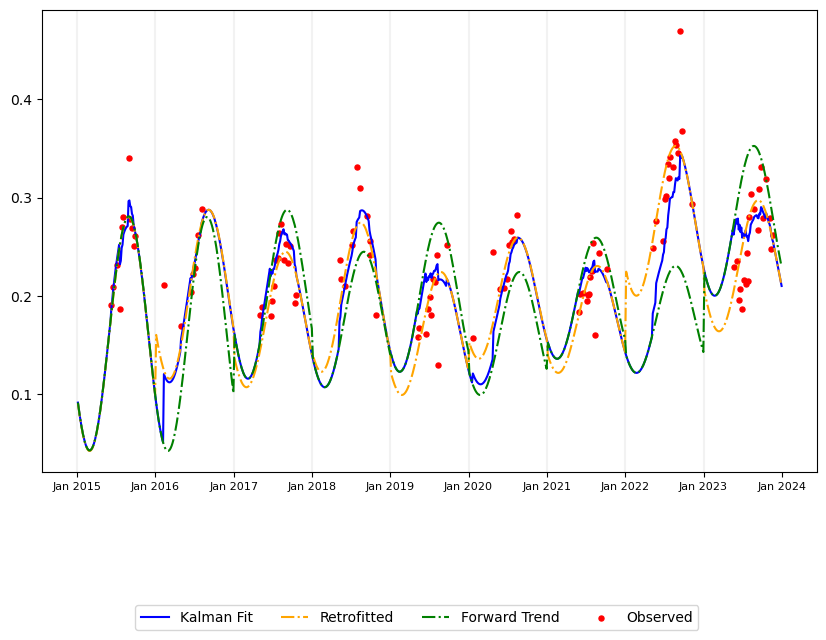 0.4
0.3
0.2
0.1
Jan 2015 Jan 2016 Jan 2017 Jan 2018 Jan 2019 Jan 2020 Jan 2021 Jan 2022 Jan 2023 Jan 2024
Kalman Fit Retrofitted Forward Trend Observed